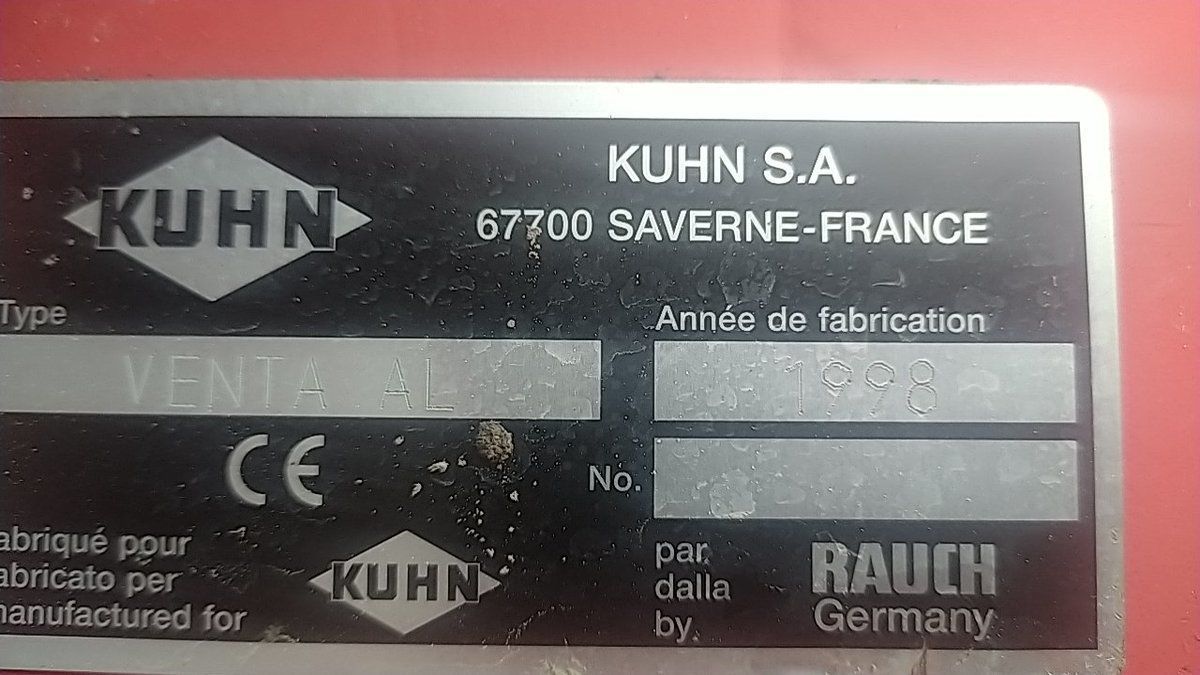 KUHN
KUHN S.A.
67700 SAVERNE-FRANCE
Type
Année de fabrication
VENTA AL
1998
CE
No.
abriqué pour
abricato per
anufactured for
KUHN
par
dalla
by.
RAUCH
Germany